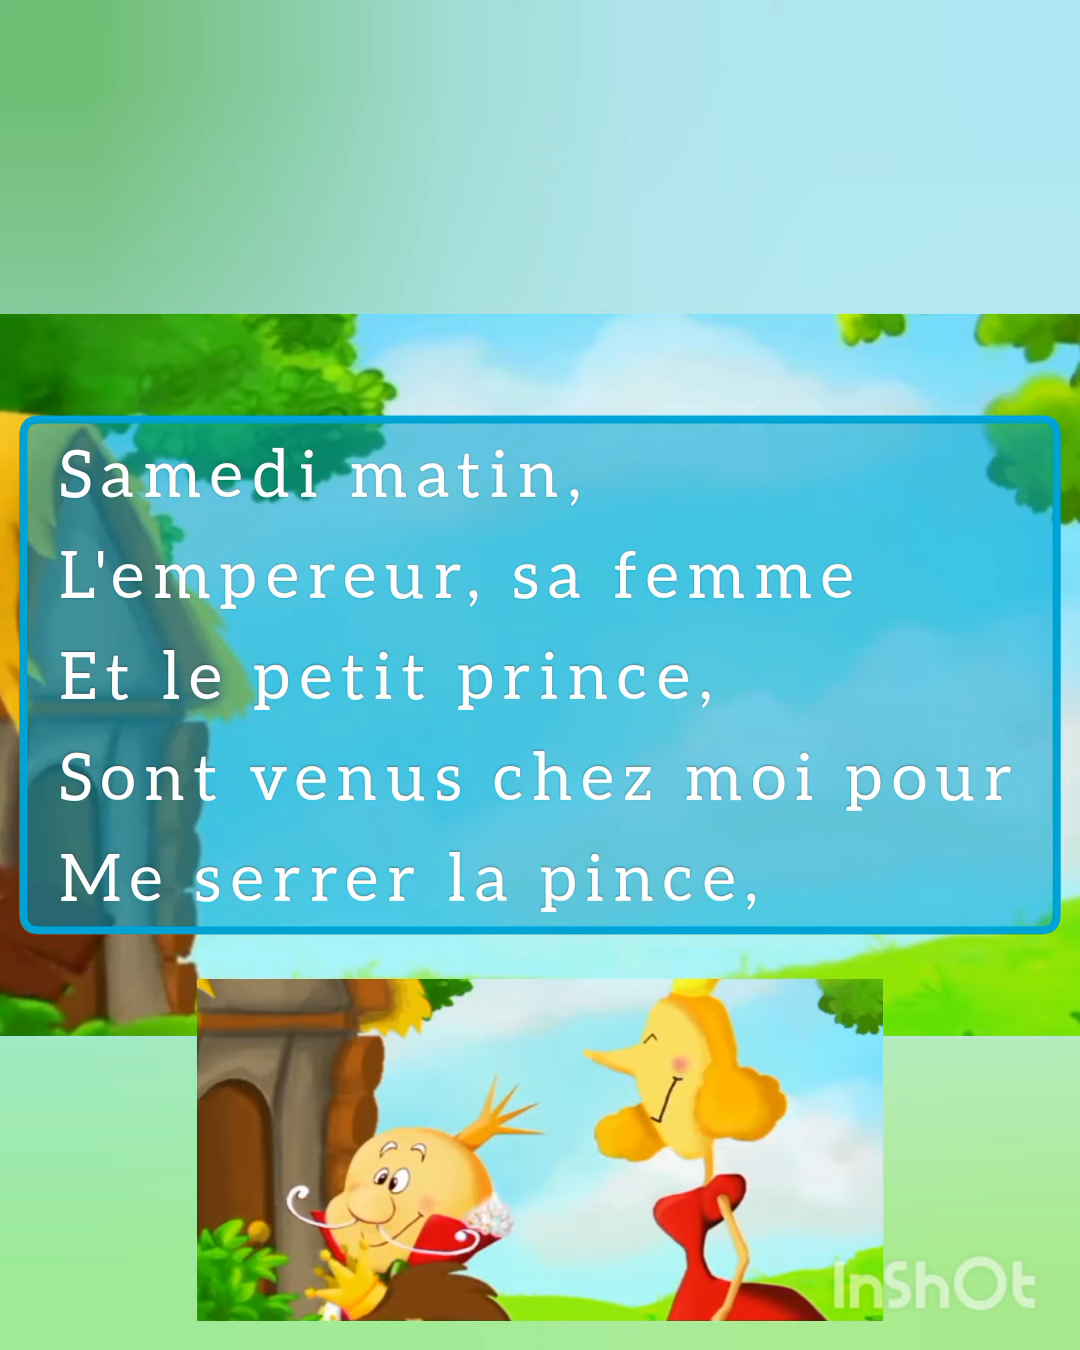 Samedi matin,
L'empereur, sa femme
Et le petit prince,
Sont venus chez moi pour
Me serrer la pince,
InShOt